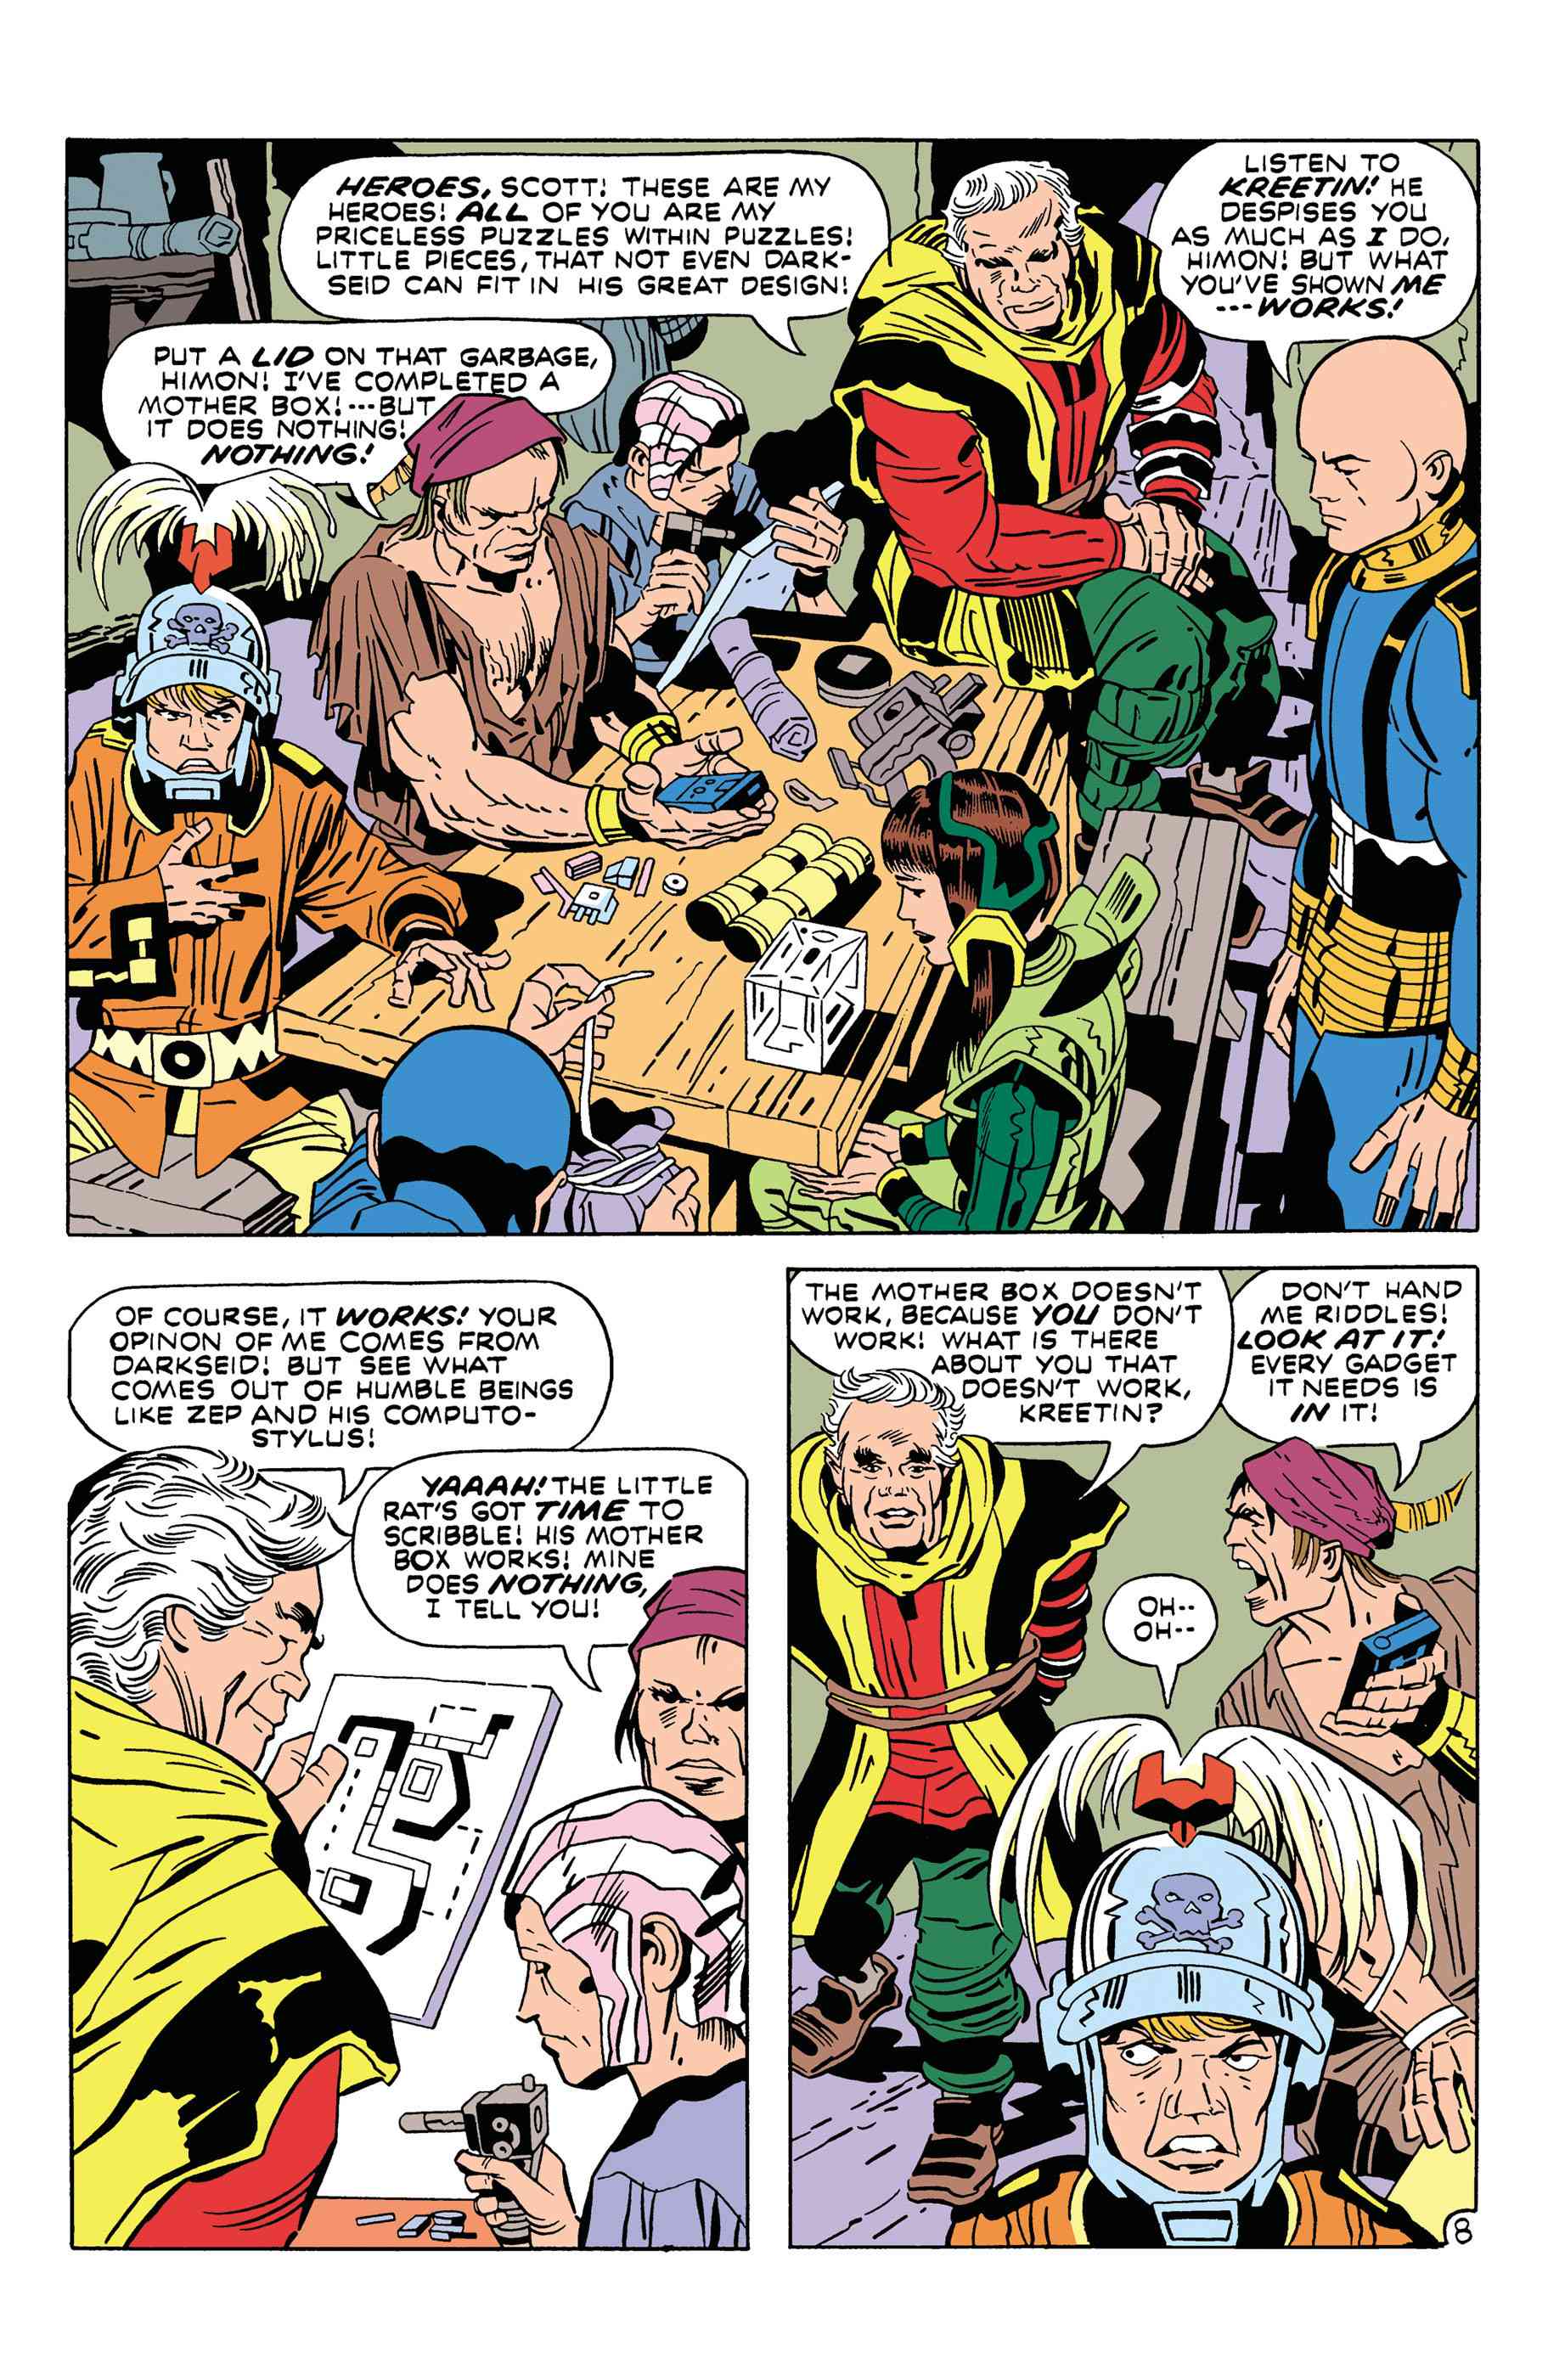 HEROES, SCOTT! THESE ARE MY
HEROES! ALL OF YOU ARE MY
PRICELESS PUZZLES WITHIN PUZZLES!
LITTLE PIECES, THAT NOT EVEN DARK-
SEID CAN FIT IN HIS GREAT DESIGN!
PUT A LID ON THAT GARBAGE,
HIMON! I'VE COMPLETED A
MOTHER BOX!---BUT
IT DOES NOTHING!
NOTHING!
LISTEN TO
KREETIN! HE
DESPISES YOU
AS MUCH AS I DO,
HIMON! BUT WHAT
YOU'VE SHOWN ME
---WORKS!
OF COURSE, IT WORKS! YOUR
OPINON OF ME COMES FROM
DARKSEID! BUT SEE WHAT
COMES OUT OF HUMBLE BEINGS
LIKE ZEP AND HIS COMPUTO-
STYLUS!
YAAAH! THE LITTLE
RAT'S GOT TIME TO
SCRIBBLE! HIS MOTHER
BOX WORKS! MINE
DOES NOTHING,
I TELL YOU!
THE MOTHER BOX DOESN'T
WORK, BECAUSE YOU DON'T
WORK! WHAT IS THERE
ABOUT YOU THAT
DOESN'T WORK,
KREETIN?
DON'T HAND
ME RIDDLES!
LOOK AT IT!
EVERY GADGET
IT NEEDS IS
IN IT!
OH--
OH--
8